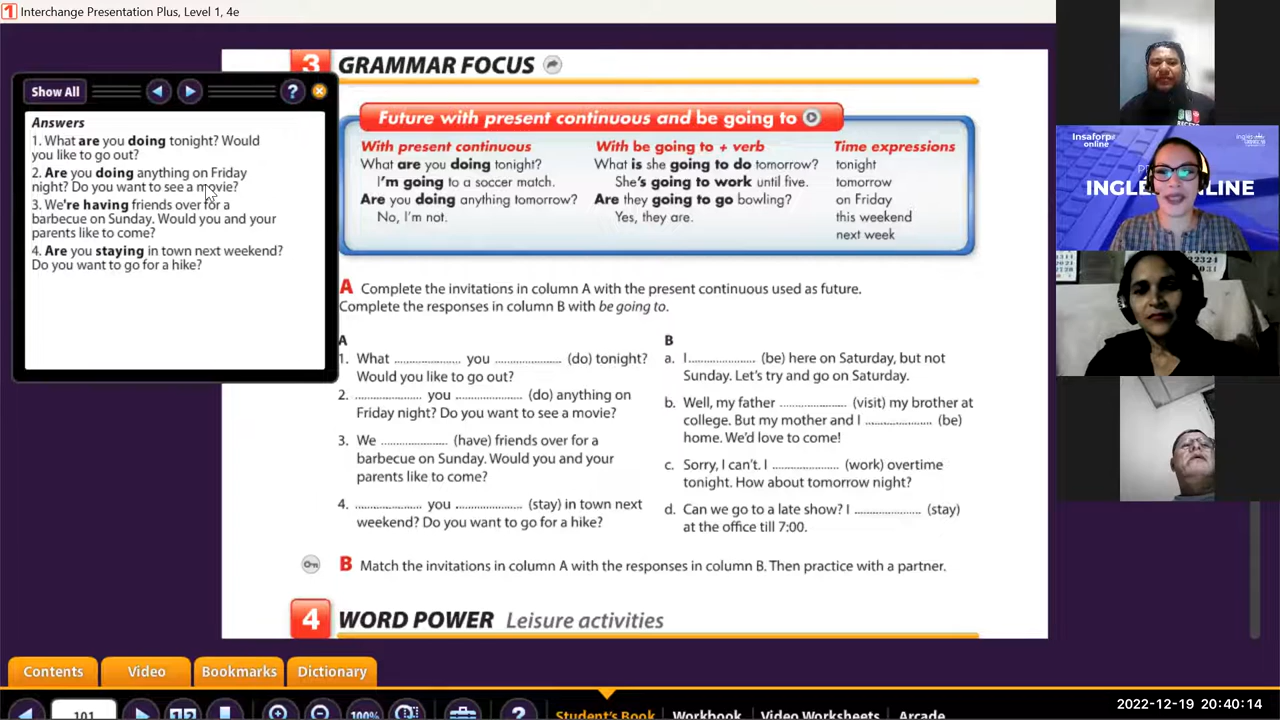 Interchange Presentation Plus, Level 1, 4e
3 GRAMMAR FOCUS
Show All
?
Answers
1. What are you doing tonight? Would
you like to go out?
2. Are you doing anything on Friday
night? Do you want to see a movie?
3. We're having friends over for a
barbecue on Sunday. Would you and your
parents like to come?
4. Are you staying in town next weekend?
Do you want to go for a hike?
Future with present continuous and be going to
With present continuous
What are you doing tonight?
I'm going to a soccer match.
Are you doing anything tomorrow?
No, I'm not.
With be going to + verb
What is she going to do tomorrow?
She's going to work until five.
Are they going to go bowling?
Yes, they are.
Time expressions
tonight
tomorrow
on Friday
this weekend
next week
A Complete the invitations in column A with the present continuous used as future.
Complete the responses in column B with be going to.
A
1. What .................... you .................... (do) tonight?
Would you like to go out?
2. .................... you .................... (do) anything on
Friday night? Do you want to see a movie?
3. We .................... (have) friends over for a
barbecue on Sunday. Would you and your
parents like to come?
4. .................... you .................... (stay) in town next
weekend? Do you want to go for a hike?
B
a. I .................... (be) here on Saturday, but not
Sunday. Let's try and go on Saturday.
b. Well, my father .................... (visit) my brother at
college. But my mother and I .................... (be)
home. We'd love to come!
c. Sorry, I can't. I .................... (work) overtime
tonight. How about tomorrow night?
d. Can we go to a late show? I .................... (stay)
at the office till 7:00.
B Match the invitations in column A with the responses in column B. Then practice with a partner.
4 WORD POWER Leisure activities
Contents Video Bookmarks Dictionary
101 100% ? Student's Book Workbook Video Worksheets Arcade
Insaforp
online
INGLES ONLINE
2022-12-19 20:40:14